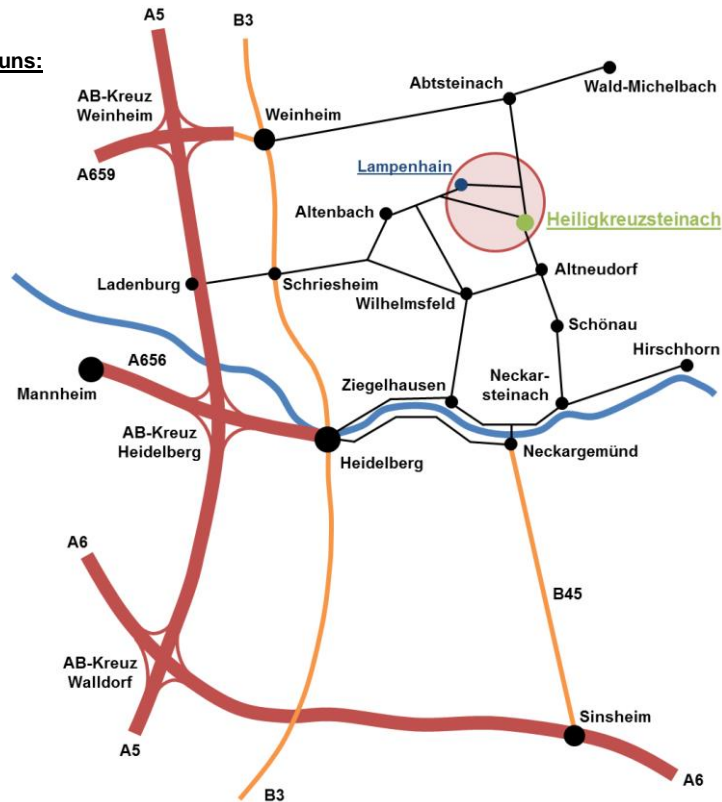 A5
B3
uns:
Abtsteinach
Wald-Michelbach
AB-Kreuz
Weinheim
Weinheim
A659
Lampenhain
Altenbach
Heiligkreuzsteinach
Ladenburg
Schriesheim
Altneudorf
Wilhelmsfeld
Schönau
Hirschhorn
A656
Mannheim
Ziegelhausen
Neckar-
steinach
AB-Kreuz
Heidelberg
Heidelberg
Neckargemünd
A6
B45
AB-Kreuz
Walldorf
Sinsheim
A5
A6
B3